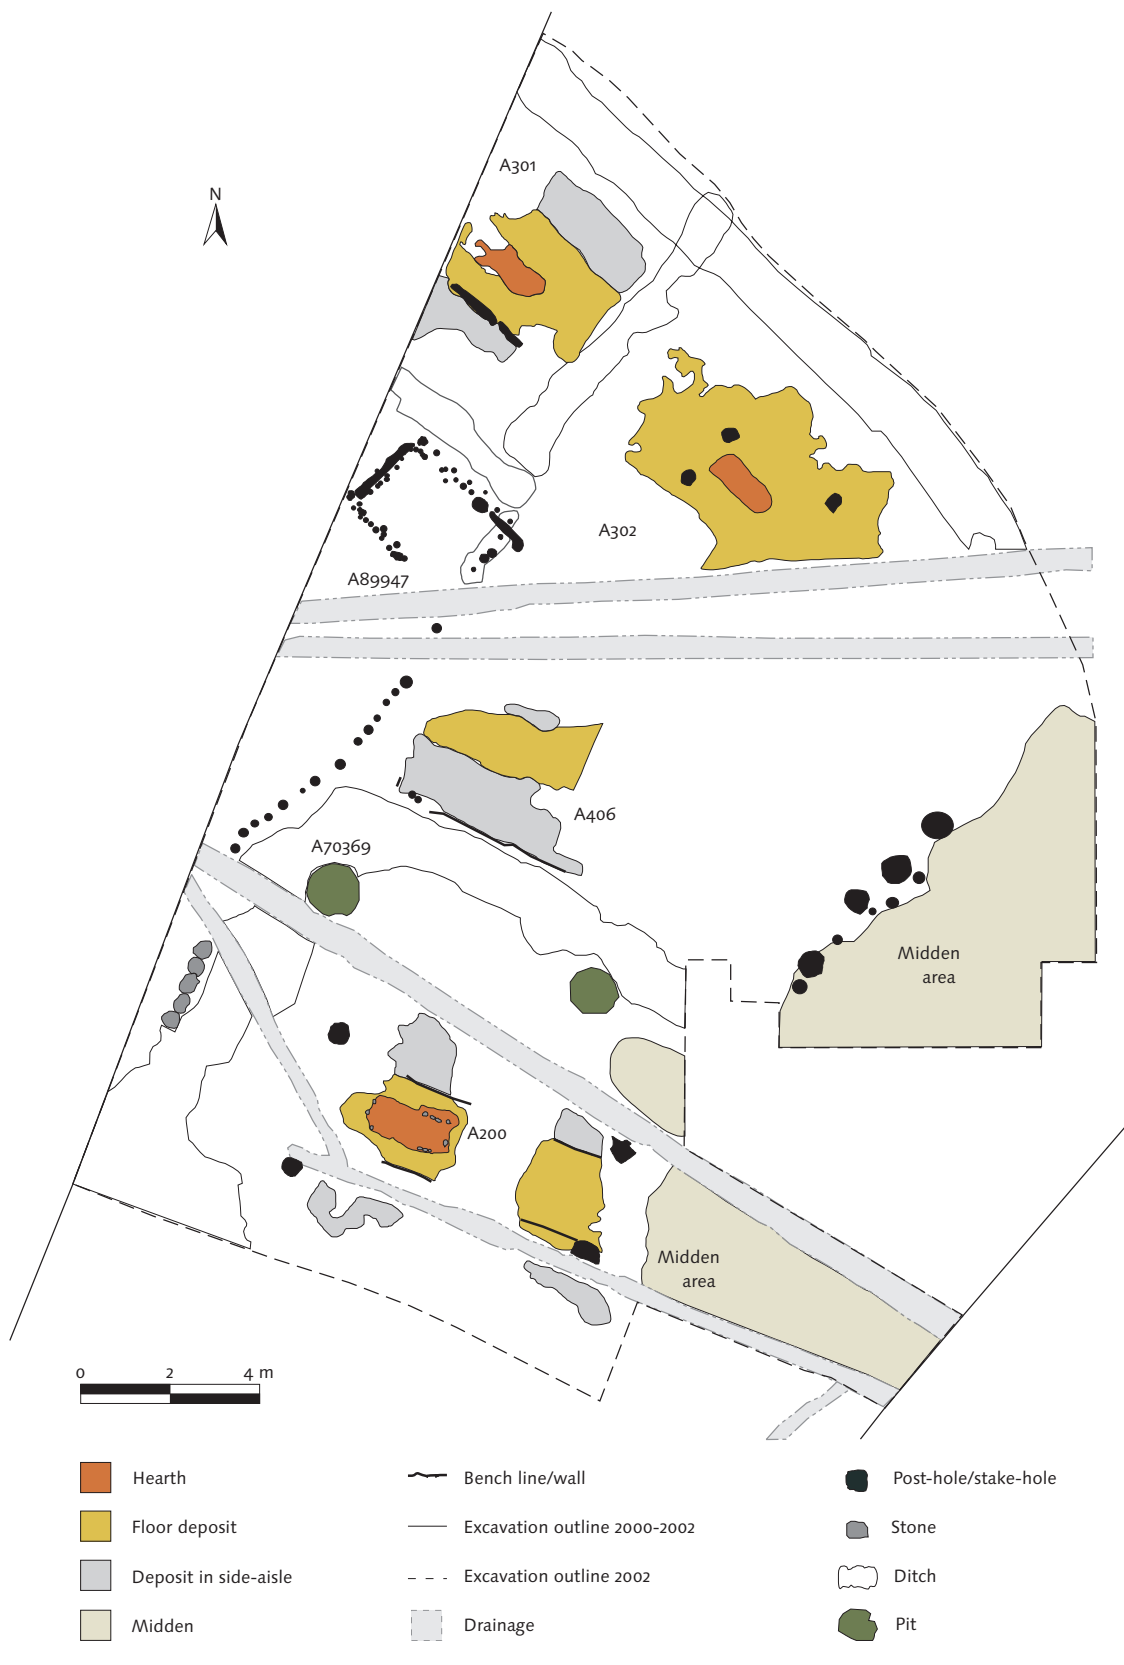 A301
N
A302
A89947
A406
A70369
Midden
area
A200
Midden
area
0 2 4 m
Hearth
Floor deposit
Deposit in side-aisle
Midden
Bench line/wall
Excavation outline 2000-2002
Excavation outline 2002
Drainage
Post-hole/stake-hole
Stone
Ditch
Pit